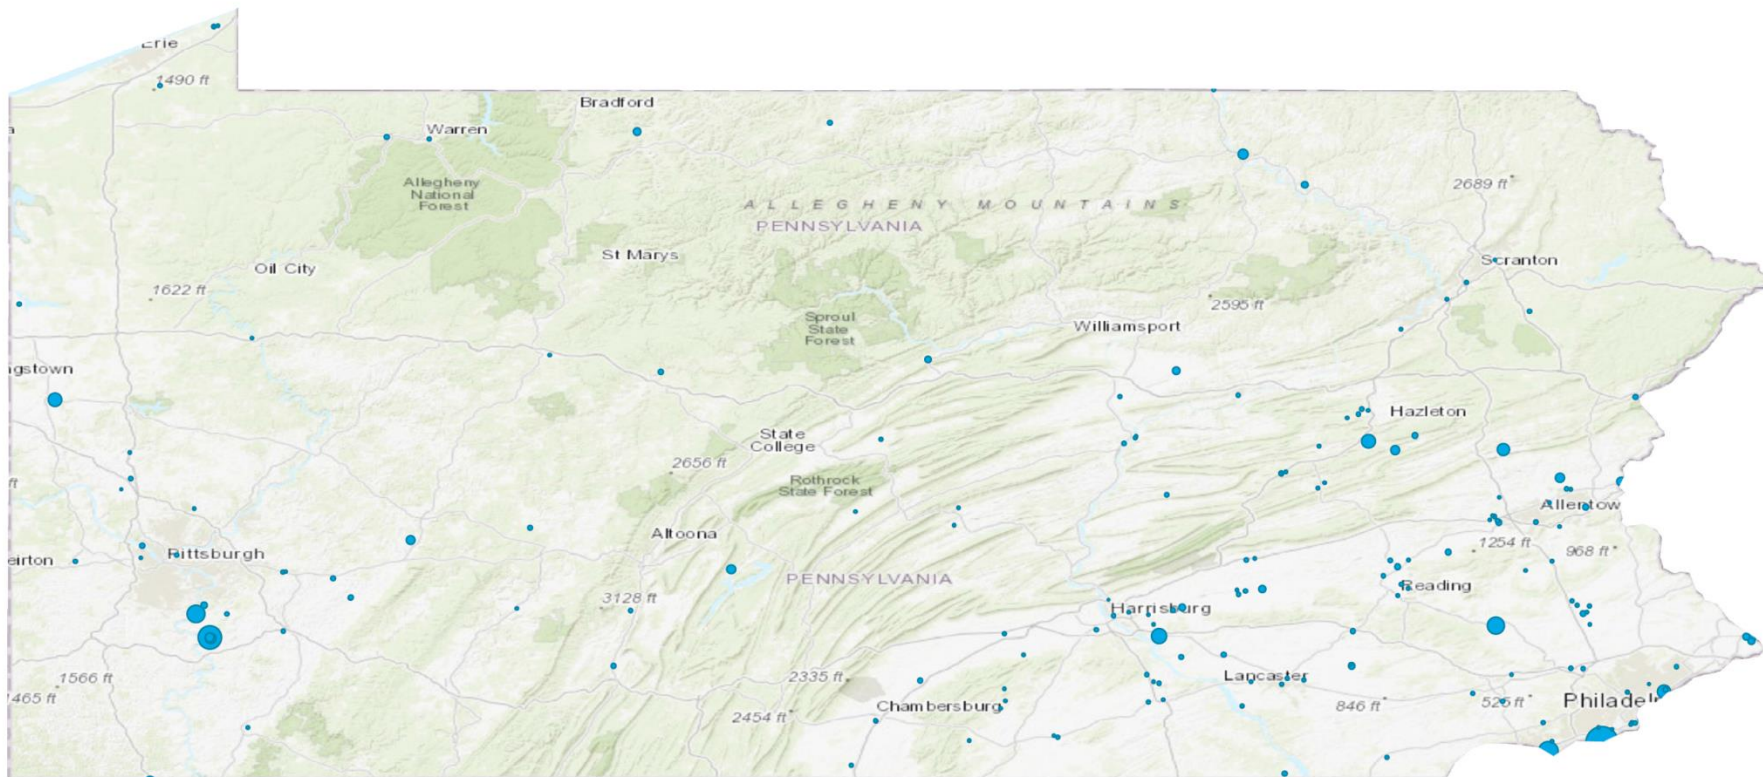 Erie
1490 ft
Bradford
Warren
Allegheny
National
Forest
2689 ft
ALLEGHENY MOUNTAINS
PENNSYLVANIA
St Marys
Oil City
Scranton
1622 ft
2595 ft
Sproul
State
Forest
Williamsport
ngstown
Hazleton
State
College
2656 ft
Rothrock
State Forest
ft
Allentow
Altoona
Pittsburgh
eirton
1254 ft
968 ft
PENNSYLVANIA
Reading
3128 ft
Harrisburg
1566 ft
2335 ft
Lancaster
465 ft
Chambersburg
846 ft
525 ft
Philadel
2454 ft